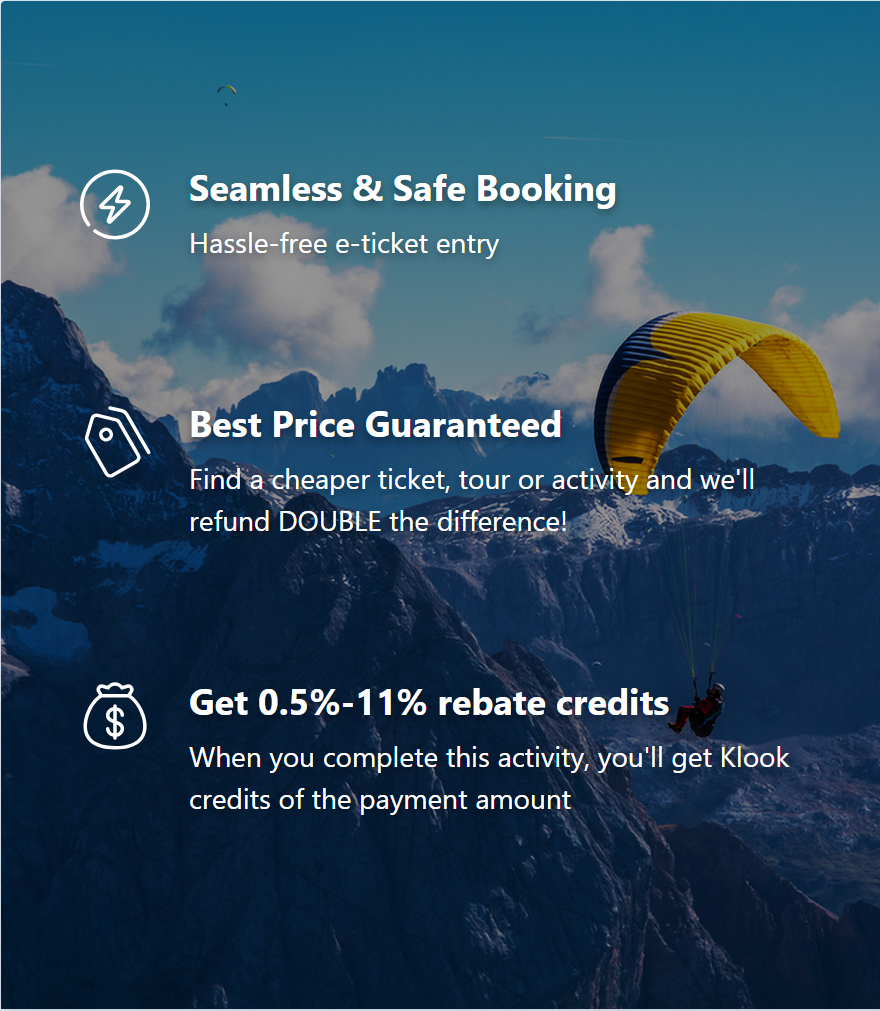 Seamless & Safe Booking
Hassle-free e-ticket entry
Best Price Guaranteed
Find a cheaper ticket, tour or activity and we'll
refund DOUBLE the difference!
Get 0.5%-11% rebate credits
When you complete this activity, you'll get Klook
credits of the payment amount